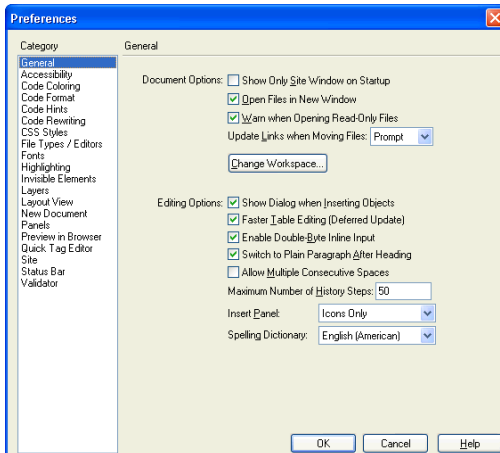 Preferences
Category
General
General
Accessibility
Code Coloring
Code Format
Code Hints
Code Rewriting
CSS Styles
File Types / Editors
Fonts
Highlighting
Invisible Elements
Layers
Layout View
New Document
Panels
Preview in Browser
Quick Tag Editor
Site
Status Bar
Validator
Document Options: Show Only Site Window on Startup
Open Files in New Window
Warn when Opening Read-Only Files
Update Links when Moving Files: Prompt
Change Workspace...
Editing Options: Show Dialog when Inserting Objects
Faster Table Editing (Deferred Update)
Enable Double-Byte Inline Input
Switch to Plain Paragraph After Heading
Allow Multiple Consecutive Spaces
Maximum Number of History Steps: 50
Insert Panel: Icons Only
Spelling Dictionary: English (American)
OK Cancel Help